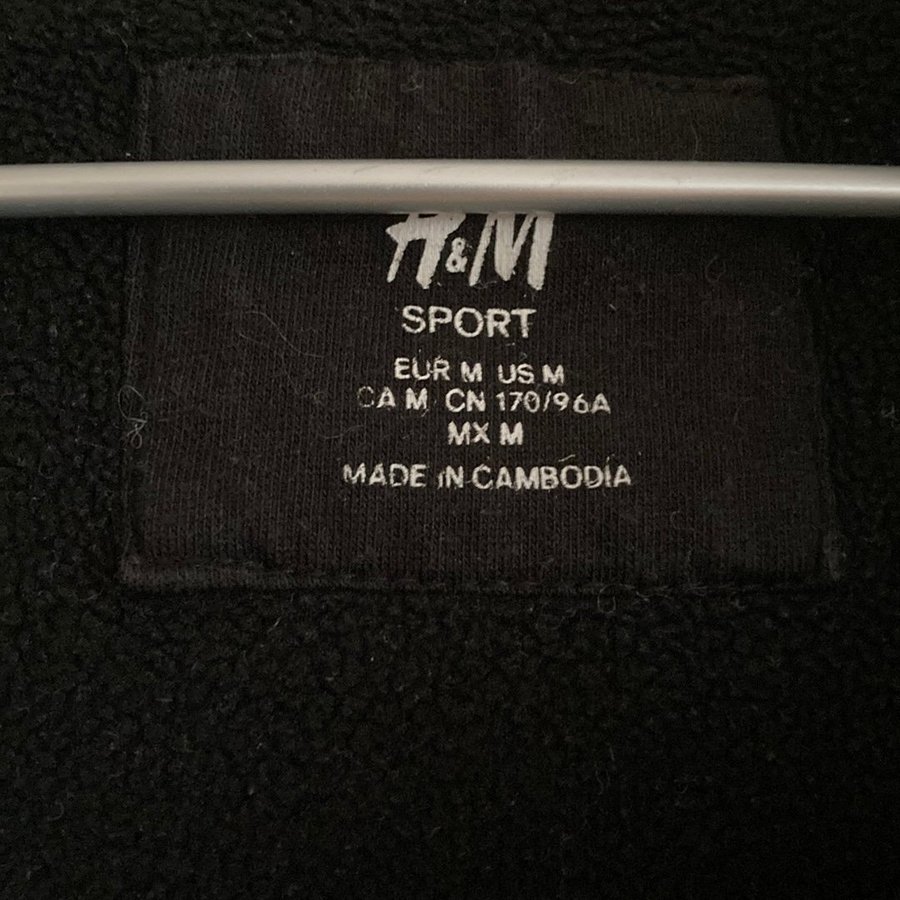 H&M
SPORT
EUR M US M
CA M CN 170/96A
MX M
MADE IN CAMBODIA